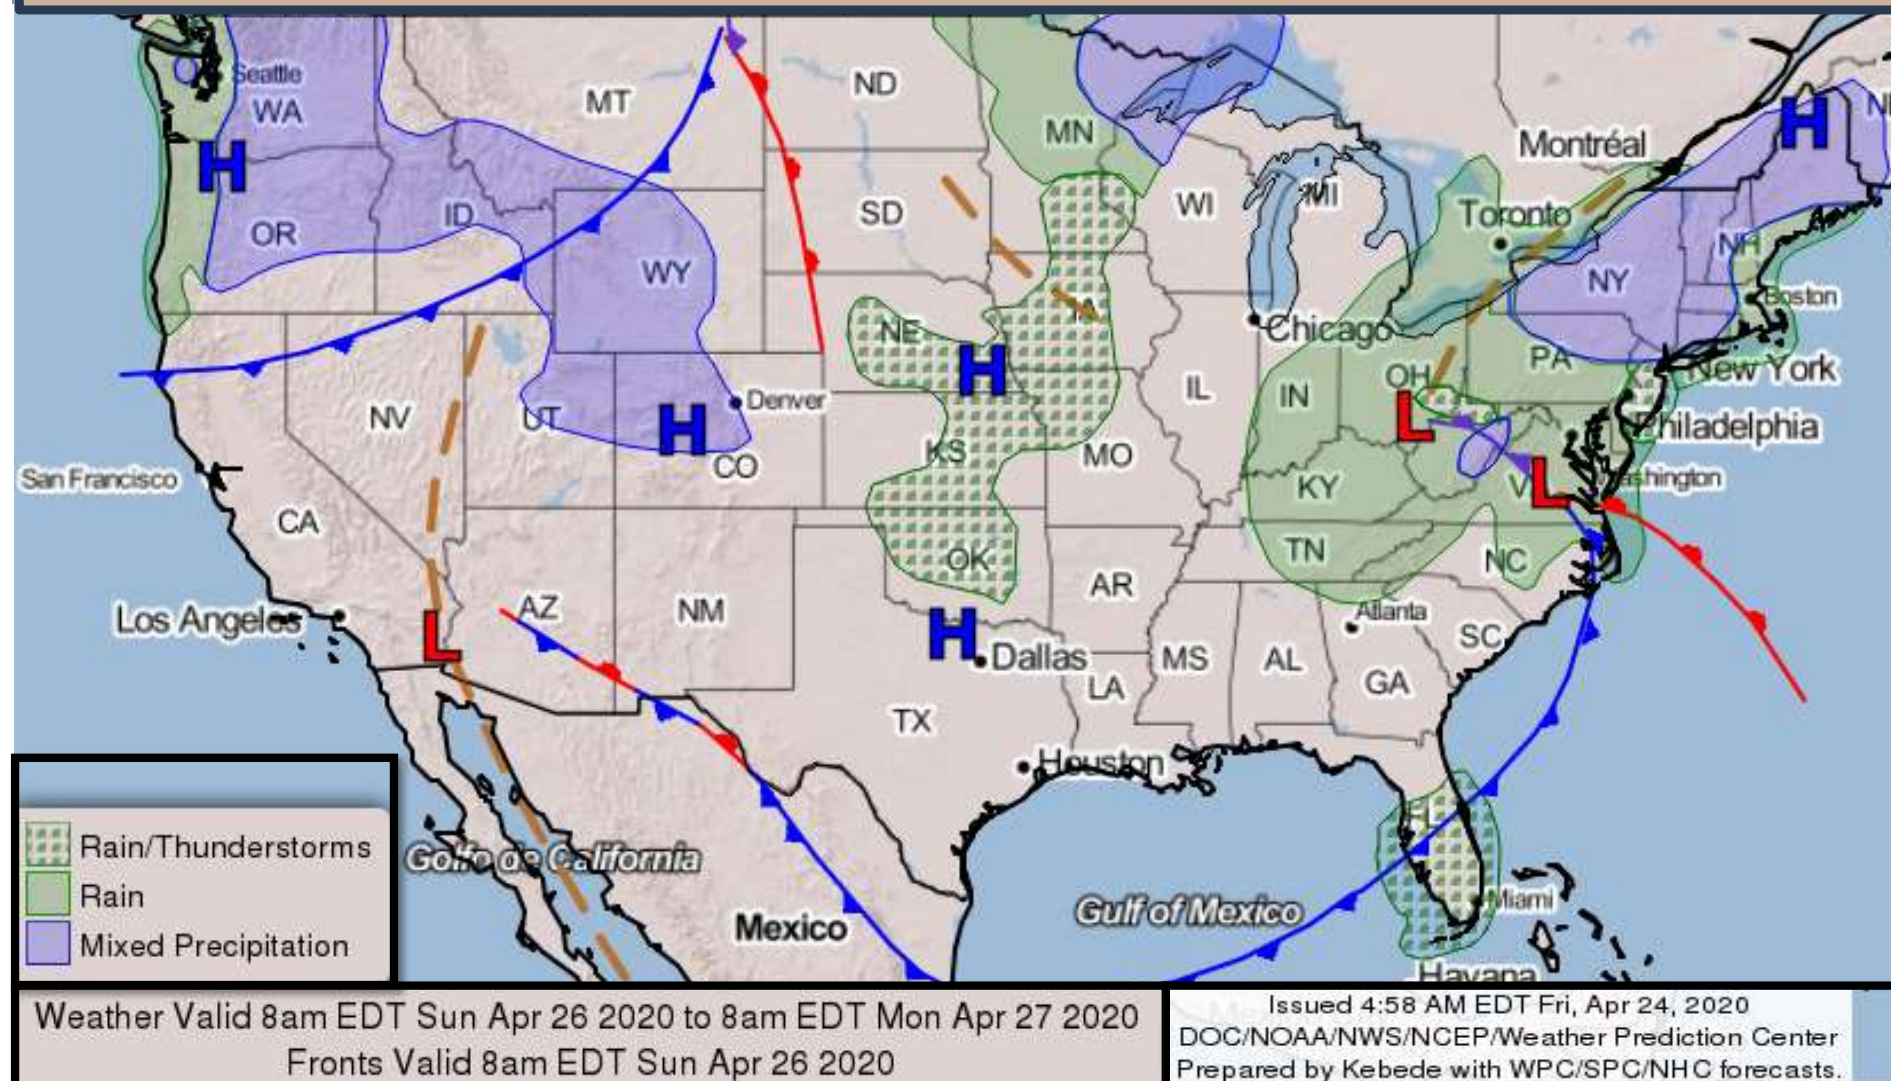 Seattle
WA
MT
ND
MN
Montréal
H
H
OR
ID
SD
WI
MI
Toronto
WY
NY
NH
Boston
NE
IA
Chicago
PA
New York
H
OH
IN
IL
Denver
NV
UT
H
L
Philadelphia
KS
MO
CO
San Francisco
KY
L
Washington
CA
TN
NC
OK
AR
AZ
NM
Los Angeles
Atlanta
L
H
Dallas
SC
MS
AL
GA
LA
TX
Houston
FL
Rain/Thunderstorms
Rain
Mixed Precipitation
Golfo de California
Mexico
Gulf of Mexico
Miami
Havana
Weather Valid 8am EDT Sun Apr 26 2020 to 8am EDT Mon Apr 27 2020
Fronts Valid 8am EDT Sun Apr 26 2020
Issued 4:58 AM EDT Fri, Apr 24, 2020
DOC/NOAA/NWS/NCEP/Weather Prediction Center
Prepared by Kebede with WPC/SPC/NHC forecasts.